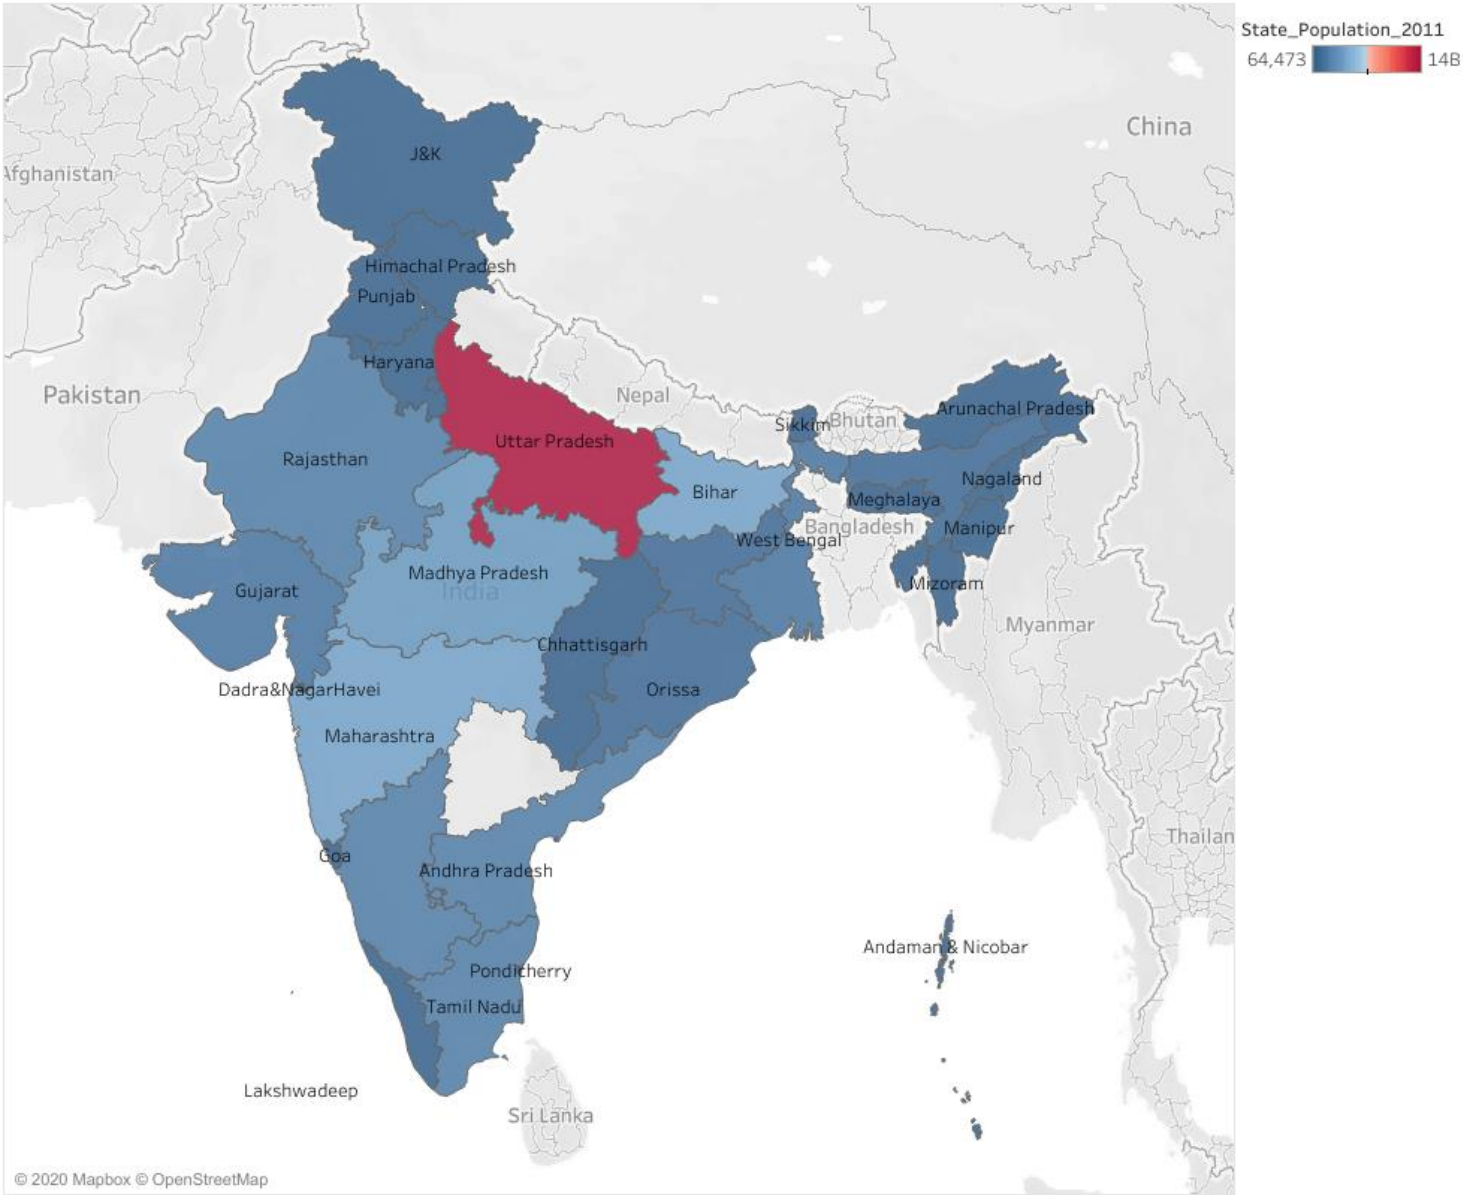 State_Population_2011
64,473
14B
China
J&K
Afghanistan
Himachal Pradesh
Punjab
Haryana
Pakistan
Nepal
Arunachal Pradesh
Sikkim
Bhutan
Uttar Pradesh
Rajasthan
Nagaland
Bihar
Meghalaya
Bangladesh
Manipur
West Bengal
Madhya Pradesh
India
Mizoram
Gujarat
Myanmar
Chhattisgarh
Dadra&NagarHavei
Orissa
Maharashtra
Thailan
Goa
Andhra Pradesh
Andaman & Nicobar
Pondicherry
Tamil Nadu
Lakshwadeep
Sri Lanka
© 2020 Mapbox © OpenStreetMap